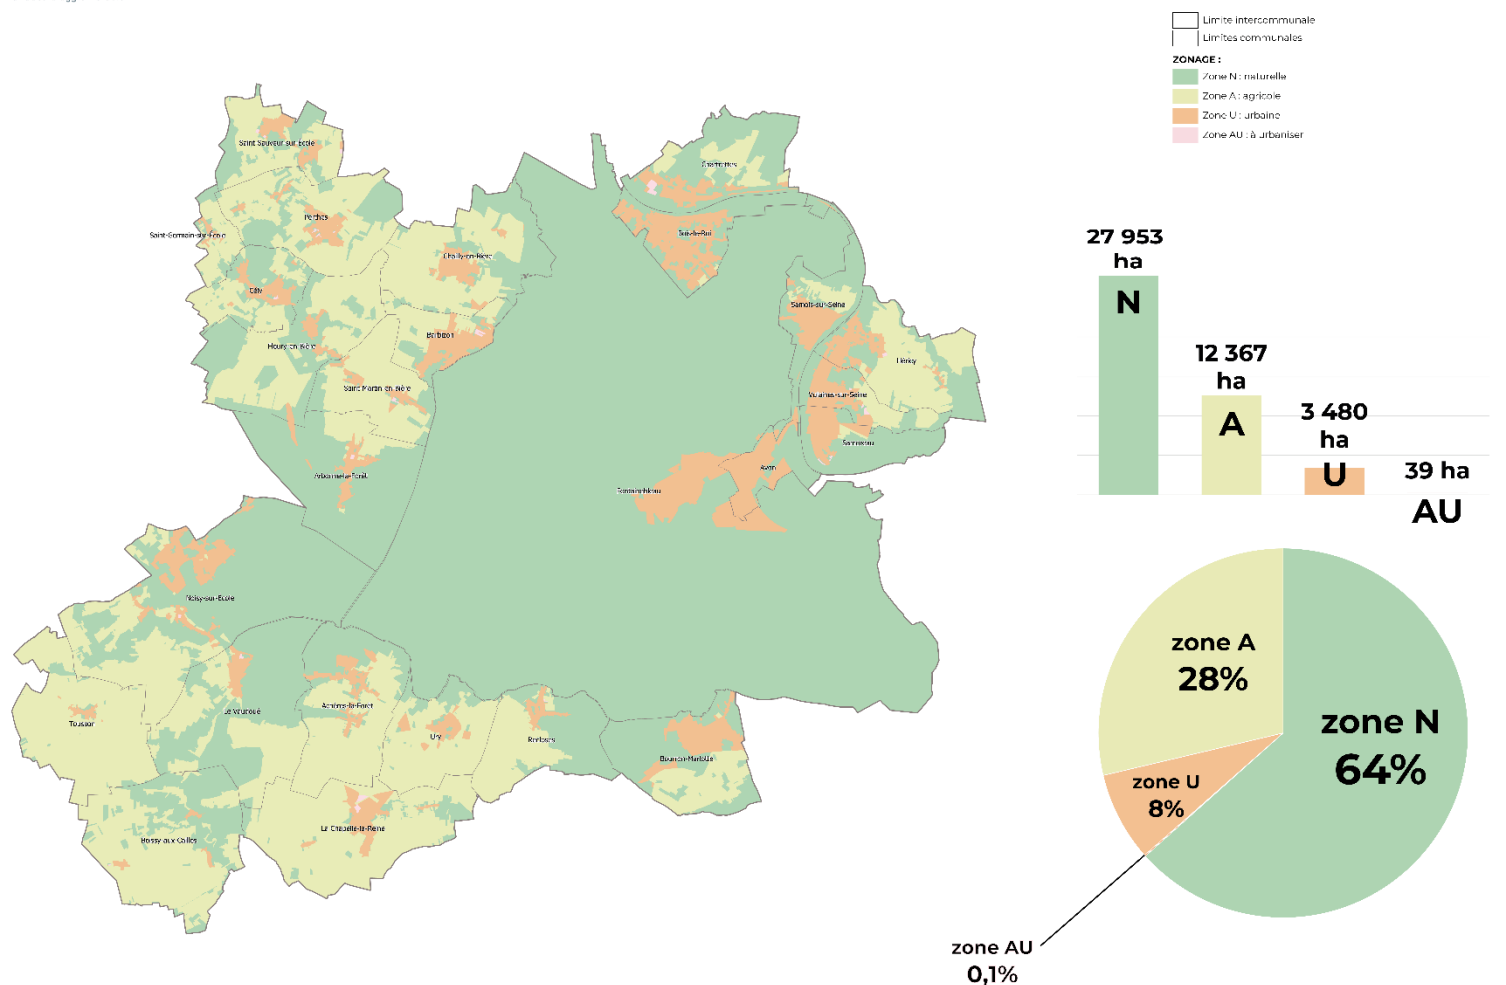 Limite intercommunale
Limites communales
ZONAGE :
Zone N : naturelle
Zone A : agricole
Zone U : urbaine
Zone AU : à urbaniser
Saint Sauveur-sur-École
Chartrettes
Perthes
Saint-Germain-sur-École
Bois-le-Roi
Chailly-en-Bière
Cély
Samois-sur-Seine
Barbizon
Fleury-en-Bière
Héricy
Saint Martin-en-Bière
Vulaines-sur-Seine
Samoreau
Avon
Arbonne-la-Forêt
Fontainebleau
Noisy-sur-École
Achères-la-Forêt
Le Vaudoué
Tousson
Ury
Recloses
Bourron-Marlotte
La Chapelle-la-Reine
Boissy-aux-Cailles
27 953
ha
N
12 367
ha
A
3 480
ha
U
39 ha
AU
zone A
28%
zone N
64%
zone U
8%
zone AU
0,1%